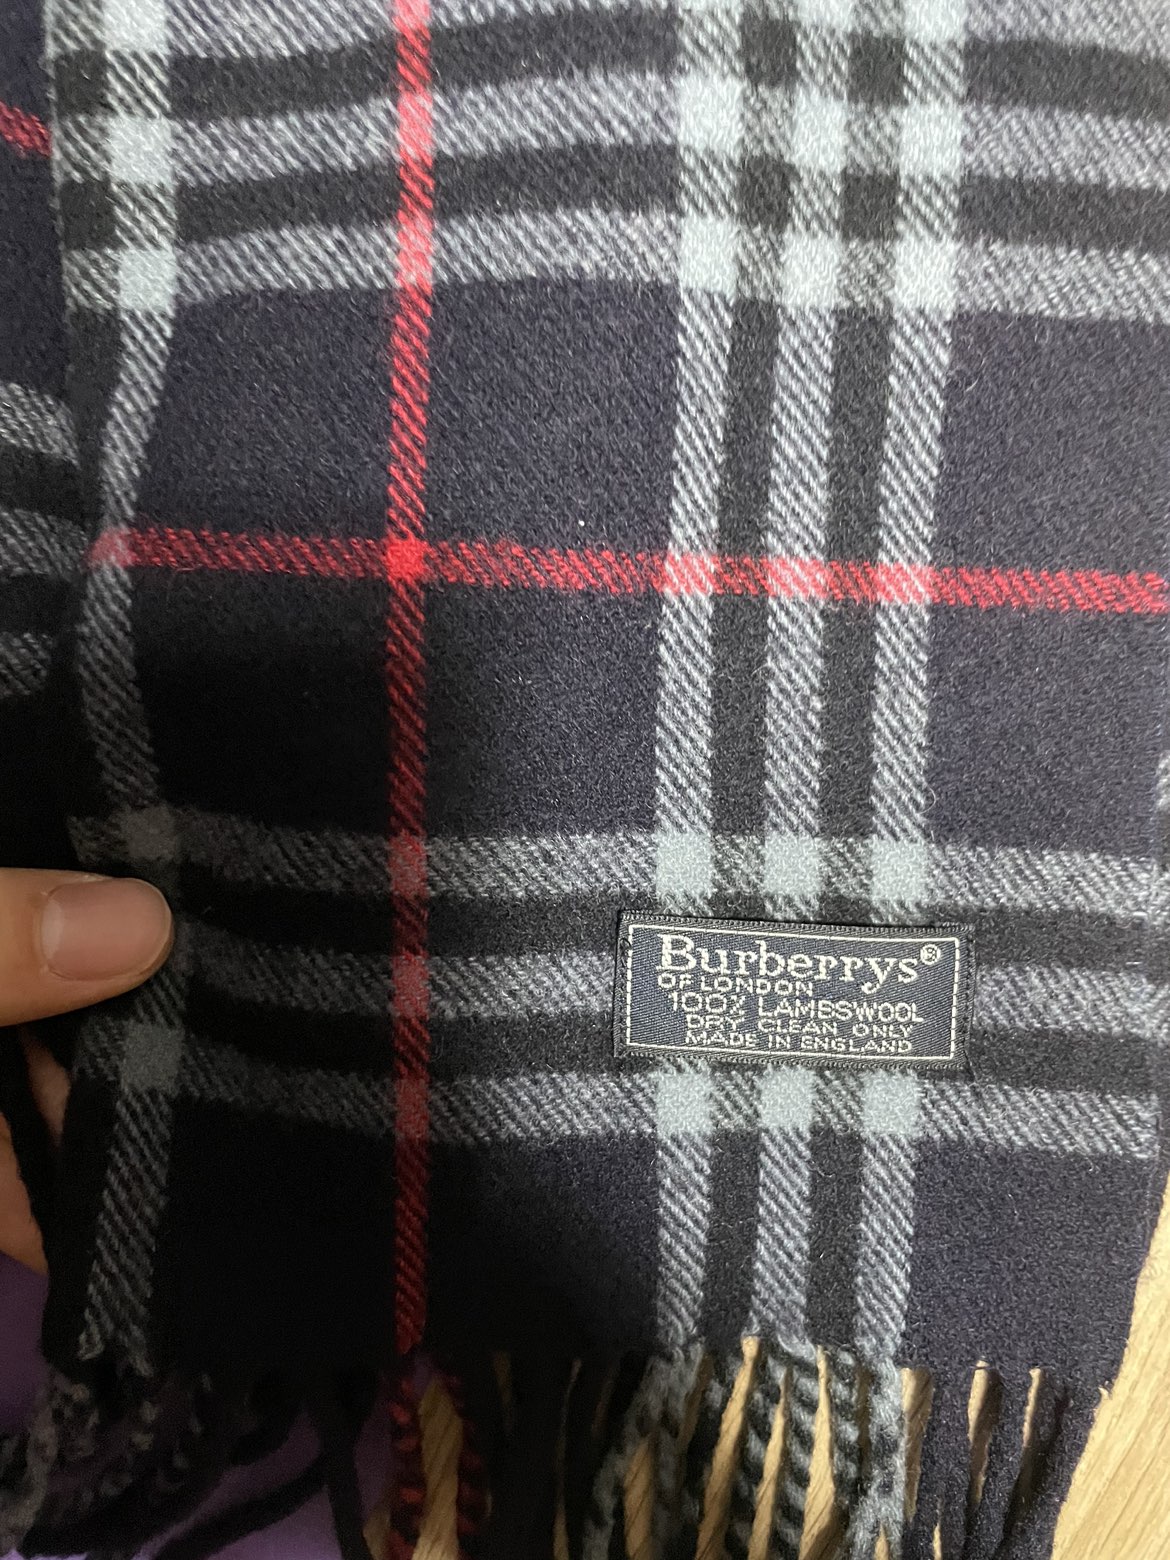 Burberrys®
OF LONDON
100% LAMBSWOOL
DRY CLEAN ONLY
MADE IN ENGLAND